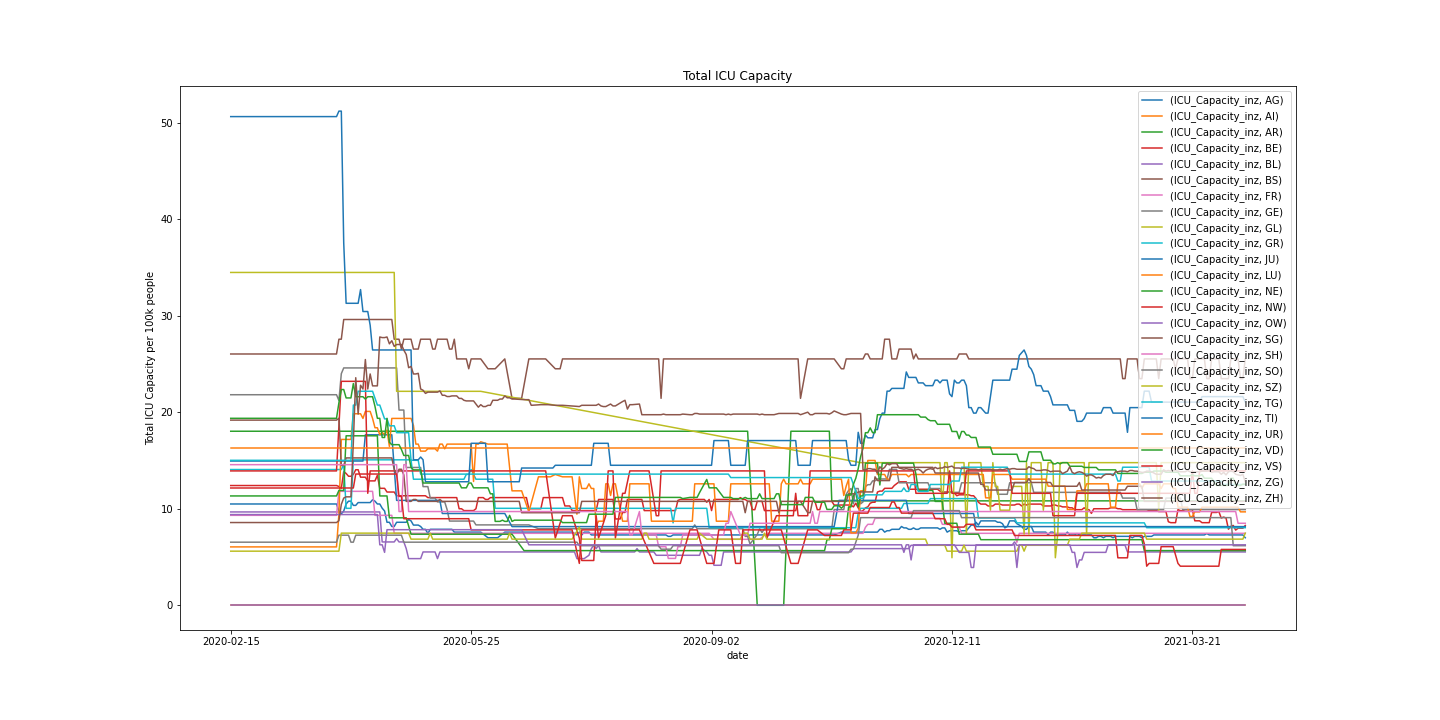 Total ICU Capacity
Total ICU Capacity per 100k people
50
40
30
20
10
0
2020-02-15
2020-05-25
2020-09-02
2020-12-11
2021-03-21
date
(ICU_Capacity_inz, AG)
(ICU_Capacity_inz, AI)
(ICU_Capacity_inz, AR)
(ICU_Capacity_inz, BE)
(ICU_Capacity_inz, BL)
(ICU_Capacity_inz, BS)
(ICU_Capacity_inz, FR)
(ICU_Capacity_inz, GE)
(ICU_Capacity_inz, GL)
(ICU_Capacity_inz, GR)
(ICU_Capacity_inz, JU)
(ICU_Capacity_inz, LU)
(ICU_Capacity_inz, NE)
(ICU_Capacity_inz, NW)
(ICU_Capacity_inz, OW)
(ICU_Capacity_inz, SG)
(ICU_Capacity_inz, SH)
(ICU_Capacity_inz, SO)
(ICU_Capacity_inz, SZ)
(ICU_Capacity_inz, TG)
(ICU_Capacity_inz, TI)
(ICU_Capacity_inz, UR)
(ICU_Capacity_inz, VD)
(ICU_Capacity_inz, VS)
(ICU_Capacity_inz, ZG)
(ICU_Capacity_inz, ZH)